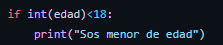 if int(edad)<18:
    print("Sos menor de edad")